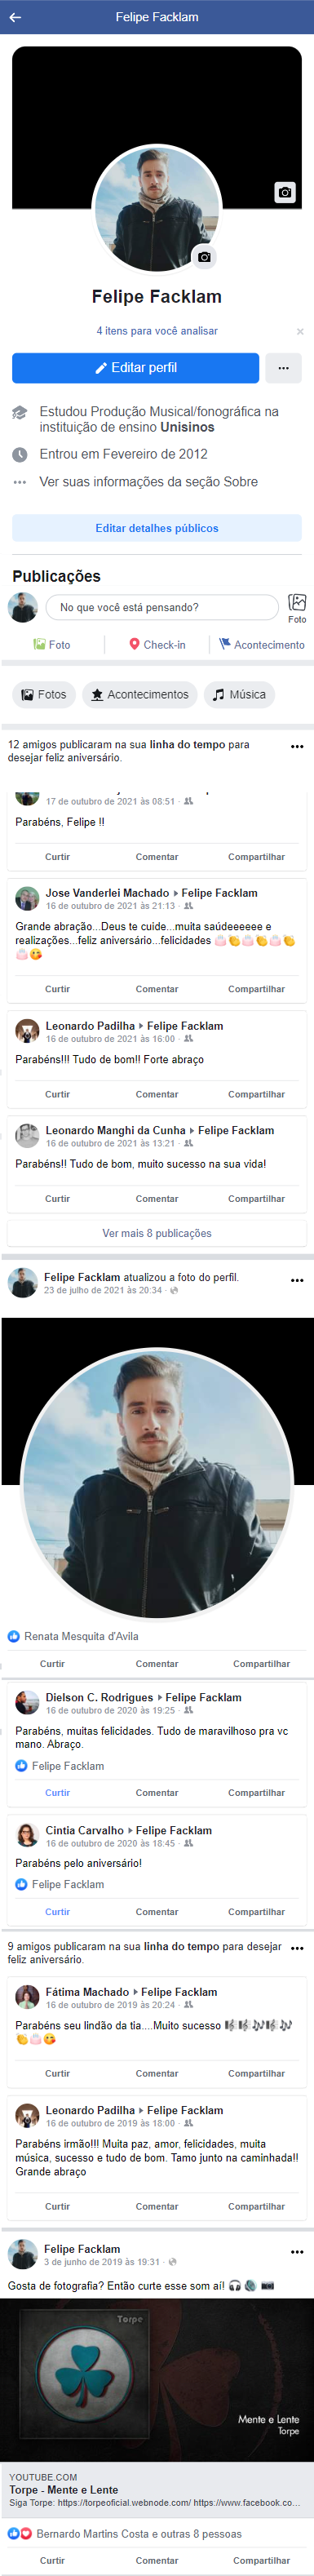 Felipe Facklam
Felipe Facklam
4 itens para você analisar
Editar perfil
Estudou Produção Musical/fonográfica na
instituição de ensino Unisinos
Entrou em Fevereiro de 2012
Ver suas informações da seção Sobre
Editar detalhes públicos
Publicações
No que você está pensando?
Foto
Foto
Check-in
Acontecimento
Fotos
Acontecimentos
Música
12 amigos publicaram na sua linha do tempo para
desejar feliz aniversário.
17 de outubro de 2021 às 08:51 ·
Parabéns, Felipe !!
Curtir Comentar Compartilhar
Jose Vanderlei Machado ▸ Felipe Facklam
16 de outubro de 2021 às 21:13 ·
Grande abração...Deus te cuide...muita saúdeeeeee e
realizações...feliz aniversário...felicidades 🎂👏🎂👏🎂👏
🎂😘
Curtir Comentar Compartilhar
Leonardo Padilha ▸ Felipe Facklam
16 de outubro de 2021 às 16:00 ·
Parabéns!!! Tudo de bom!! Forte abraço
Curtir Comentar Compartilhar
Leonardo Manghi da Cunha ▸ Felipe Facklam
16 de outubro de 2021 às 13:21 ·
Parabéns!! Tudo de bom, muito sucesso na sua vida!
Curtir Comentar Compartilhar
Ver mais 8 publicações
Felipe Facklam atualizou a foto do perfil.
23 de julho de 2021 às 20:34 ·
Renata Mesquita d'Avila
Curtir Comentar Compartilhar
Dielson C. Rodrigues ▸ Felipe Facklam
16 de outubro de 2020 às 19:25 ·
Parabéns, muitas felicidades. Tudo de maravilhoso pra vc
mano. Abraço.
Felipe Facklam
Curtir Comentar Compartilhar
Cintia Carvalho ▸ Felipe Facklam
16 de outubro de 2020 às 18:45 ·
Parabéns pelo aniversário!
Felipe Facklam
Curtir Comentar Compartilhar
9 amigos publicaram na sua linha do tempo para desejar
feliz aniversário.
Fátima Machado ▸ Felipe Facklam
16 de outubro de 2019 às 20:24 ·
Parabéns seu lindão da tia....Muito sucesso 🎼🎶🎼🎶
👏🎂😘
Curtir Comentar Compartilhar
Leonardo Padilha ▸ Felipe Facklam
16 de outubro de 2019 às 18:00 ·
Parabéns irmão!!! Muita paz, amor, felicidades, muita
música, sucesso e tudo de bom. Tamo junto na caminhada!!
Grande abraço
Curtir Comentar Compartilhar
Felipe Facklam
3 de junho de 2019 às 19:31 ·
Gosta de fotografia? Então curte esse som aí! 🎧 📷
Torpe
Mente e Lente
Torpe
YOUTUBE.COM
Torpe - Mente e Lente
Siga Torpe: https://torpeoficial.webnode.com/ https://www.facebook.co...
Bernardo Martins Costa e outras 8 pessoas
Curtir Comentar Compartilhar